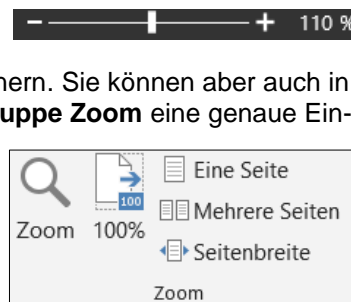 − + 110 %
nern. Sie können aber auch in
uppe Zoom eine genaue Ein-
100
Eine Seite
Mehrere Seiten
Zoom 100% Seitenbreite
Zoom